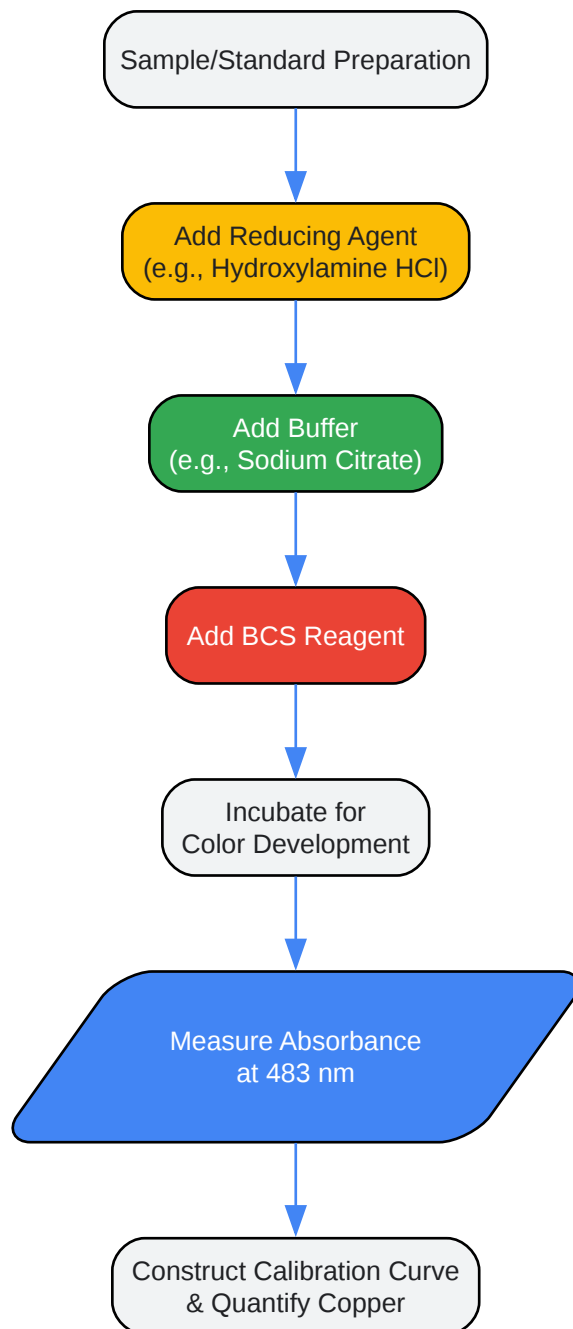 Sample/Standard Preparation
Add Reducing Agent
(e.g., Hydroxylamine HCl)
Add Buffer
(e.g., Sodium Citrate)
Add BCS Reagent
Incubate for
Color Development
Measure Absorbance
at 483 nm
Construct Calibration Curve
& Quantify Copper